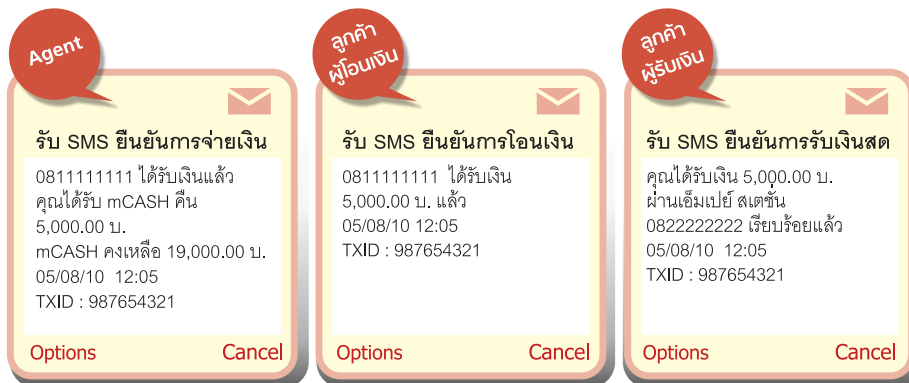 Agent
รับ SMS ยืนยันการจ่ายเงิน
0811111111 ได้รับเงินแล้ว
คุณได้รับ mCASH คืน
5,000.00 บ.
mCASH คงเหลือ 19,000.00 บ.
05/08/10 12:05
TXID : 987654321
Options Cancel
ลูกค้า
ผู้โอนเงิน
รับ SMS ยืนยันการโอนเงิน
0811111111 ได้รับเงิน
5,000.00 บ. แล้ว
05/08/10 12:05
TXID : 987654321
Options Cancel
ลูกค้า
ผู้รับเงิน
รับ SMS ยืนยันการรับเงินสด
คุณได้รับเงิน 5,000.00 บ.
ผ่านเอ็มเปย์ สเตชั่น
0822222222 เรียบร้อยแล้ว
05/08/10 12:05
TXID : 987654321
Options Cancel